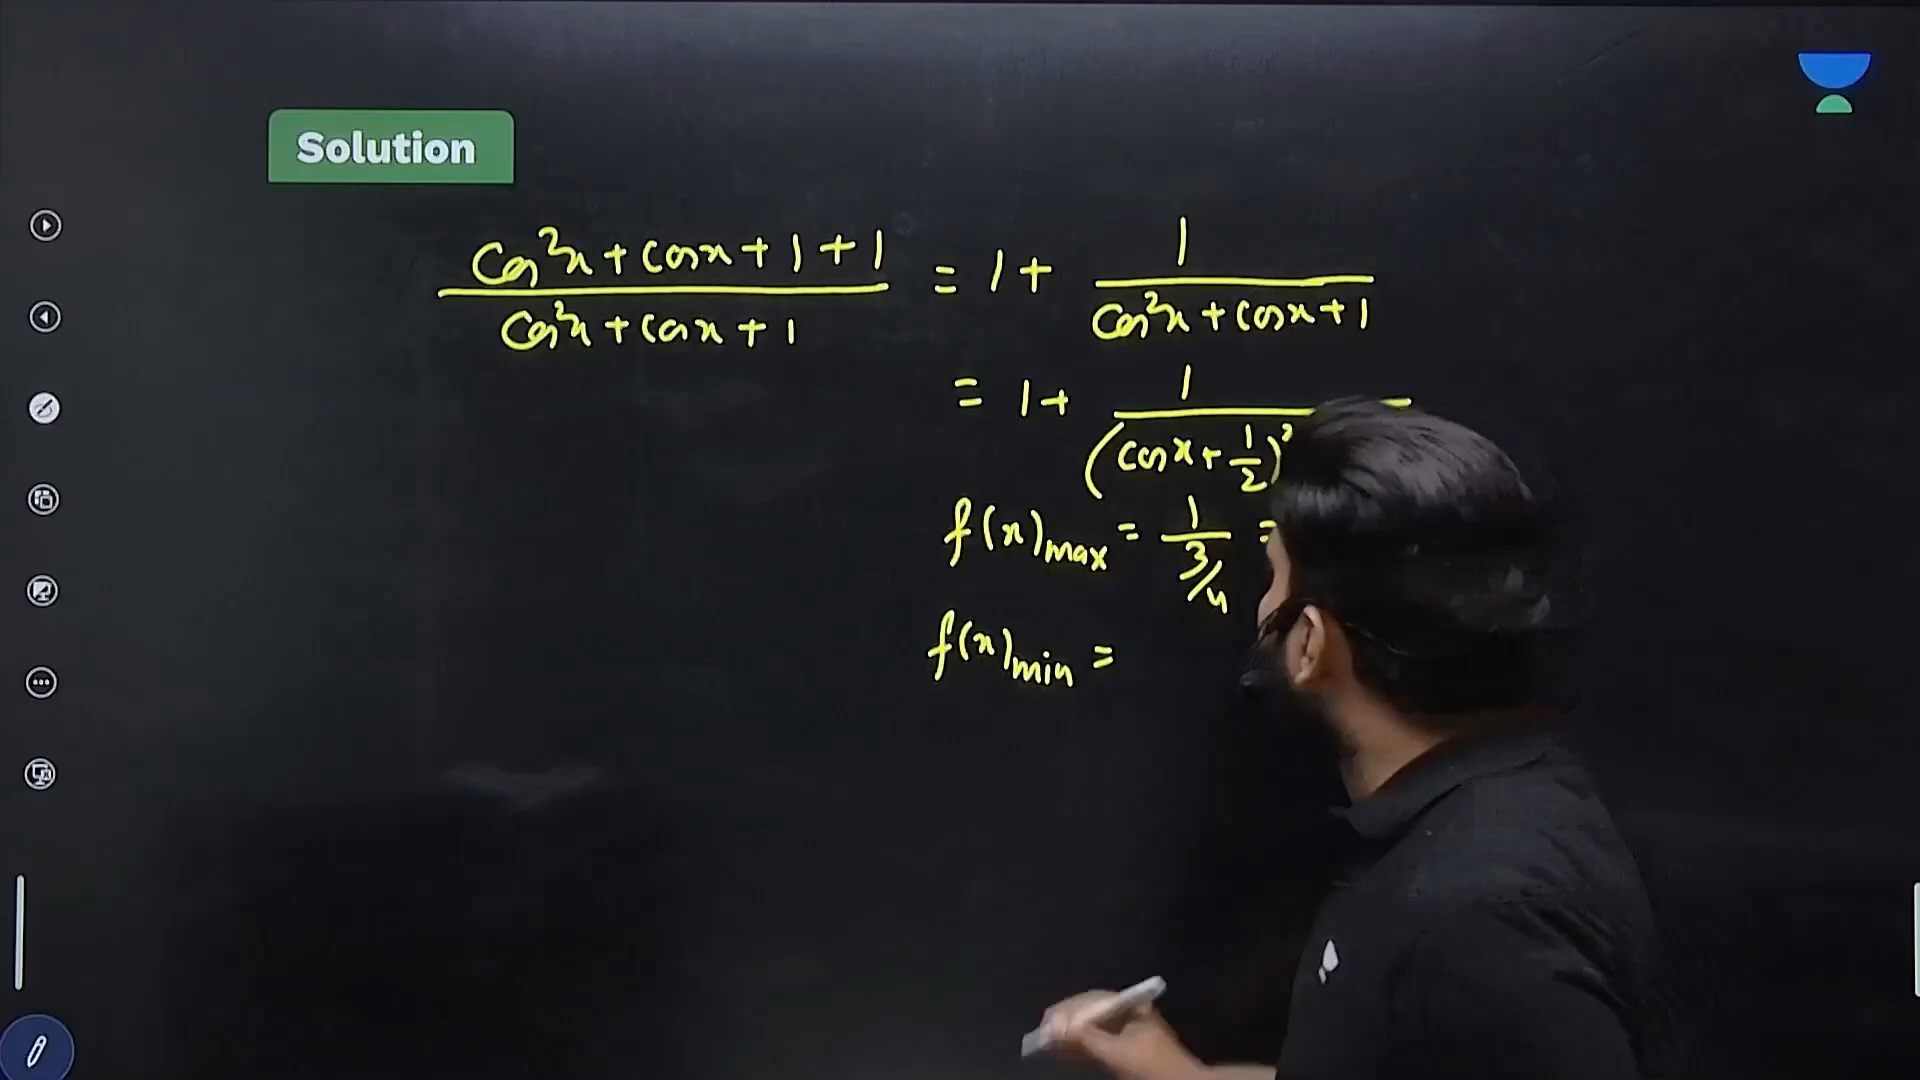 Solution
cos²x + cosx + 1 + 1 / cos²x + cosx + 1 = 1 + 1 / cos²x + cosx + 1
= 1 + 1 / (cosx + 1/2)²
f(x)max = 1 / 3/4 =
f(x)min =